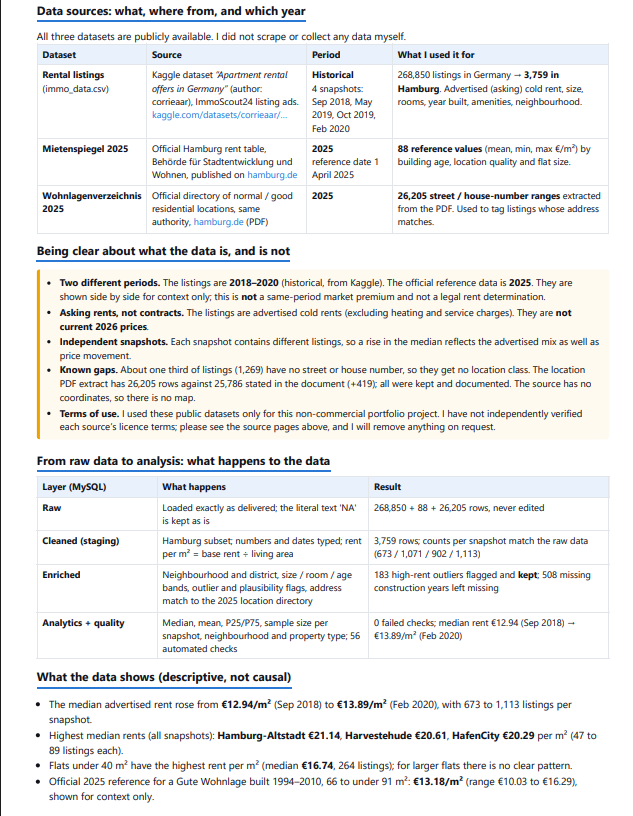 Data sources: what, where from, and which year
All three datasets are publicly available. I did not scrape or collect any data myself.
Dataset Source Period What I used it for
Rental listings
(immo_data.csv)
Kaggle dataset "Apartment rental
offers in Germany" (author:
corrieaar), ImmoScout24 listing ads.
kaggle.com/datasets/corrieaar/...
Historical
4 snapshots:
Sep 2018, May
2019, Oct 2019,
Feb 2020
268,850 listings in Germany → 3,759 in
Hamburg. Advertised (asking) cold rent, size,
rooms, year built, amenities, neighbourhood.
Mietenspiegel 2025
Official Hamburg rent table,
Behörde für Stadtentwicklung und
Wohnen, published on hamburg.de
2025
reference date 1
April 2025
88 reference values (mean, min, max €/m²) by
building age, location quality and flat size.
Wohnlagenverzeichnis
2025
Official directory of normal / good
residential locations, same
authority, hamburg.de (PDF)
2025
26,205 street / house-number ranges extracted
from the PDF. Used to tag listings whose address
matches.
Being clear about what the data is, and is not
• Two different periods. The listings are 2018–2020 (historical, from Kaggle). The official reference data is 2025. They are
shown side by side for context only; this is not a same-period market premium and not a legal rent determination.
• Asking rents, not contracts. The listings are advertised cold rents (excluding heating and service charges). They are not
current 2026 prices.
• Independent snapshots. Each snapshot contains different listings, so a rise in the median reflects the advertised mix as well as
price movement.
• Known gaps. About one third of listings (1,269) have no street or house number, so they get no location class. The location
PDF extract has 26,205 rows against 25,786 stated in the document (+419); all were kept and documented. The source has no
coordinates, so there is no map.
• Terms of use. I used these public datasets only for this non-commercial portfolio project. I have not independently verified
each source's licence terms; please see the source pages above, and I will remove anything on request.
From raw data to analysis: what happens to the data
Layer (MySQL) What happens Result
Raw
Loaded exactly as delivered; the literal text 'NA'
is kept as is
268,850 + 88 + 26,205 rows, never edited
Cleaned (staging)
Hamburg subset; numbers and dates typed; rent
per m² = base rent ÷ living area
3,759 rows; counts per snapshot match the raw data
(673 / 1,071 / 902 / 1,113)
Enriched
Neighbourhood and district, size / room / age
bands, outlier and plausibility flags, address
match to the 2025 location directory
183 high-rent outliers flagged and kept; 508 missing
construction years left missing
Analytics + quality
Median, mean, P25/P75, sample size per
snapshot, neighbourhood and property type; 56
automated checks
0 failed checks; median rent €12.94 (Sep 2018) →
€13.89/m² (Feb 2020)
What the data shows (descriptive, not causal)
• The median advertised rent rose from €12.94/m² (Sep 2018) to €13.89/m² (Feb 2020), with 673 to 1,113 listings per
snapshot.
• Highest median rents (all snapshots): Hamburg-Altstadt €21.14, Harvestehude €20.61, HafenCity €20.29 per m² (47 to
89 listings each).
• Flats under 40 m² have the highest rent per m² (median €16.74, 264 listings); for larger flats there is no clear pattern.
• Official 2025 reference for a Gute Wohnlage built 1994–2010, 66 to under 91 m²: €13.18/m² (range €10.03 to €16.29),
shown for context only.